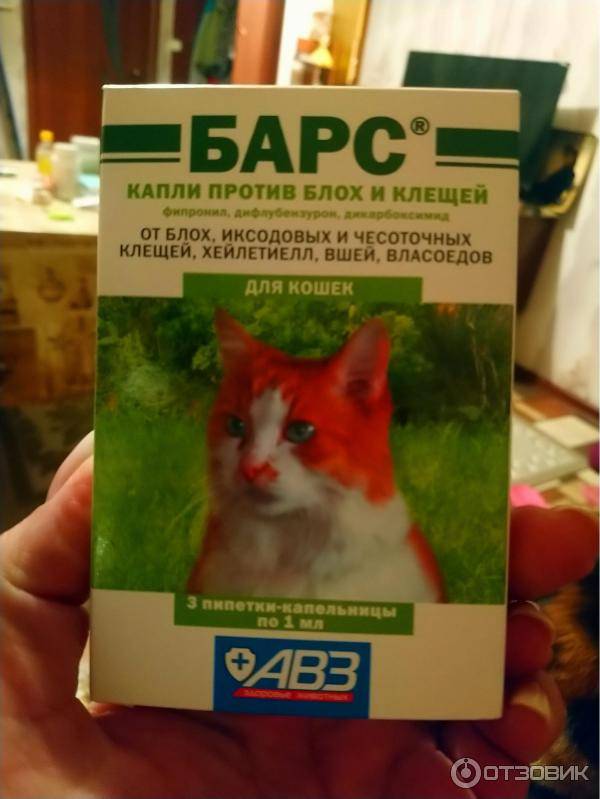 БАРС®
КАПЛИ ПРОТИВ БЛОХ И КЛЕЩЕЙ
фипронил, дифлубензурон, дикарбоксимид
ОТ БЛОХ, ИКСОДОВЫХ И ЧЕСОТОЧНЫХ
КЛЕЩЕЙ, ХЕЙЛЕТИЕЛЛ, ВШЕЙ, ВЛАСОЕДОВ
ДЛЯ КОШЕК
3 пипетки-капельницы
по 1 мл
АВЗ
здоровье животных
ОТЗОВИК